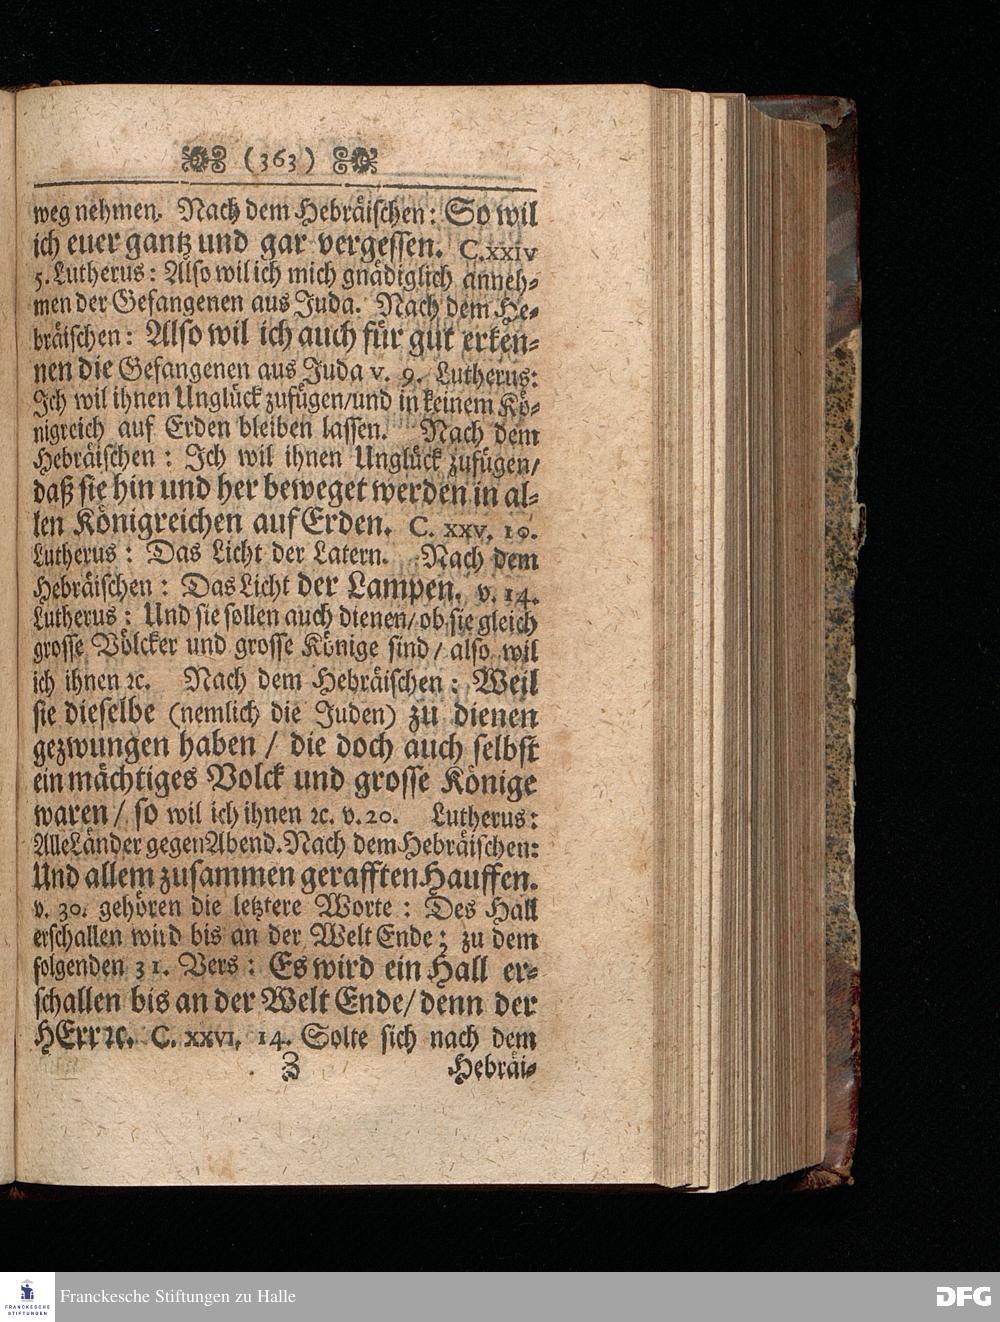 (363)
weg nehmen. Nach dem Hebräischen: So wil
ich euer gantz und gar vergessen. C.XXIV
5. Lutherus: Also wil ich mich gnädiglich anneh-
men der Gefangenen aus Juda. Nach dem He-
bräischen: Also wil ich auch für gut erken-
nen die Gefangenen aus Juda v. 9. Lutherus:
Ich wil ihnen Unglück zufügen/und in keinem Kö-
nigreich auf Erden bleiben lassen. Nach dem
Hebräischen: Ich wil ihnen Unglück zufügen/
daß sie hin und her beweget werden in al-
len Königreichen auf Erden. C. XXV, 10.
Lutherus: Das Licht der Latern. Nach dem
Hebräischen: Das Licht der Lampen. v. 14.
Lutherus: Und sie sollen auch dienen/ob sie gleich
grosse Völcker und grosse Könige sind/also wil
ich ihnen ꝛc. Nach dem Hebräischen: Weil
sie dieselbe (nemlich die Juden) zu dienen
gezwungen haben / die doch auch selbst
ein mächtiges Volck und grosse Könige
waren / so wil ich ihnen ꝛc. v. 20. Lutherus:
Alle Länder gegen Abend. Nach dem Hebräischen:
Und allem zusammen gerafften Hauffen.
v. 30. gehören die letztere Worte: Des Hall
erschallen wird bis an der Welt Ende; zu dem
folgenden 31. Vers: Es wird ein Hall er-
schallen bis an der Welt Ende/denn der
HErr ꝛc. C. XXVI, 14. Solte sich nach dem
Z Hebräi-
FRANCKESCHE STIFTUNGEN
Franckesche Stiftungen zu Halle
DFG